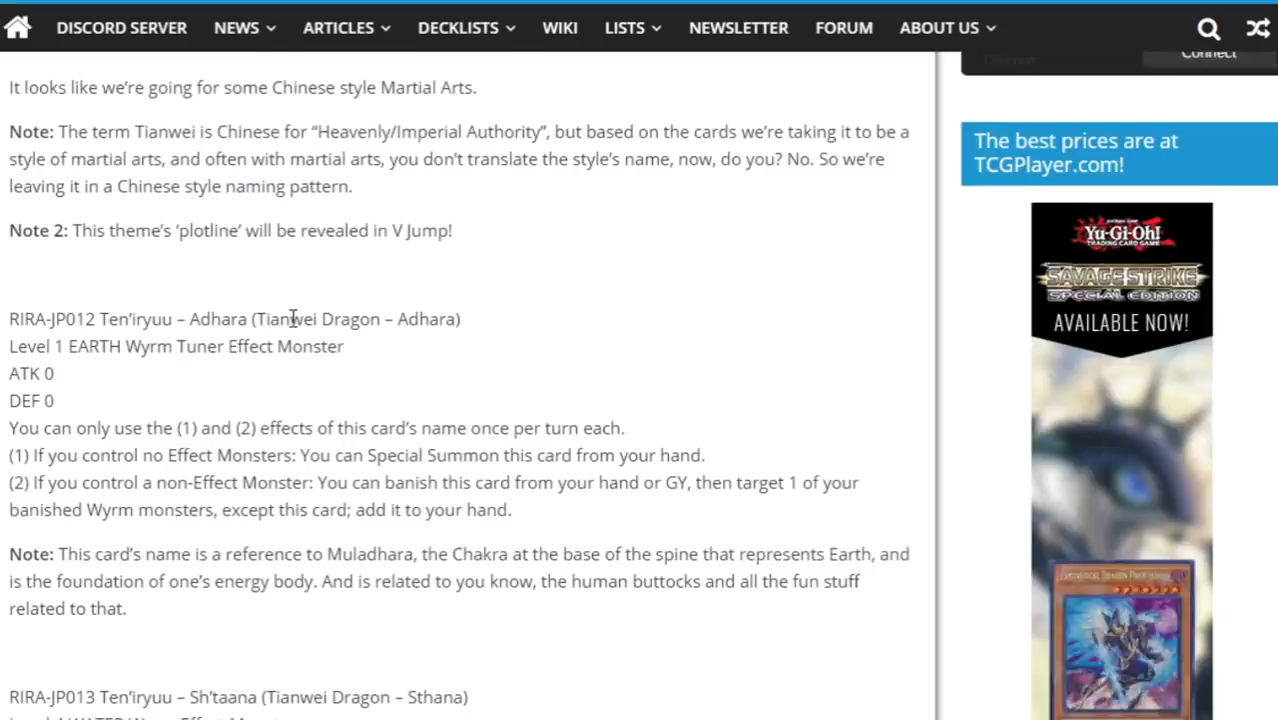 DISCORD SERVER NEWS ARTICLES DECKLISTS WIKI LISTS NEWSLETTER FORUM ABOUT US
Connect
It looks like we’re going for some Chinese style Martial Arts.
Note: The term Tianwei is Chinese for “Heavenly/Imperial Authority”, but based on the cards we’re taking it to be a
style of martial arts, and often with martial arts, you don’t translate the style’s name, now, do you? No. So we’re
leaving it in a Chinese style naming pattern.
Note 2: This theme’s ‘plotline’ will be revealed in V Jump!
RIRA-JP012 Ten’iryuu – Adhara (Tianwei Dragon – Adhara)
Level 1 EARTH Wyrm Tuner Effect Monster
ATK 0
DEF 0
You can only use the (1) and (2) effects of this card’s name once per turn each.
(1) If you control no Effect Monsters: You can Special Summon this card from your hand.
(2) If you control a non-Effect Monster: You can banish this card from your hand or GY, then target 1 of your
banished Wyrm monsters, except this card; add it to your hand.
Note: This card’s name is a reference to Muladhara, the Chakra at the base of the spine that represents Earth, and
is the foundation of one’s energy body. And is related to you know, the human buttocks and all the fun stuff
related to that.
RIRA-JP013 Ten’iryuu – Sh’taana (Tianwei Dragon – Sthana)
The best prices are at
TCGPlayer.com!
Yu-Gi-Oh!
TRADING CARD GAME
SAVAGE STRIKE
SPECIAL EDITION
AVAILABLE NOW!